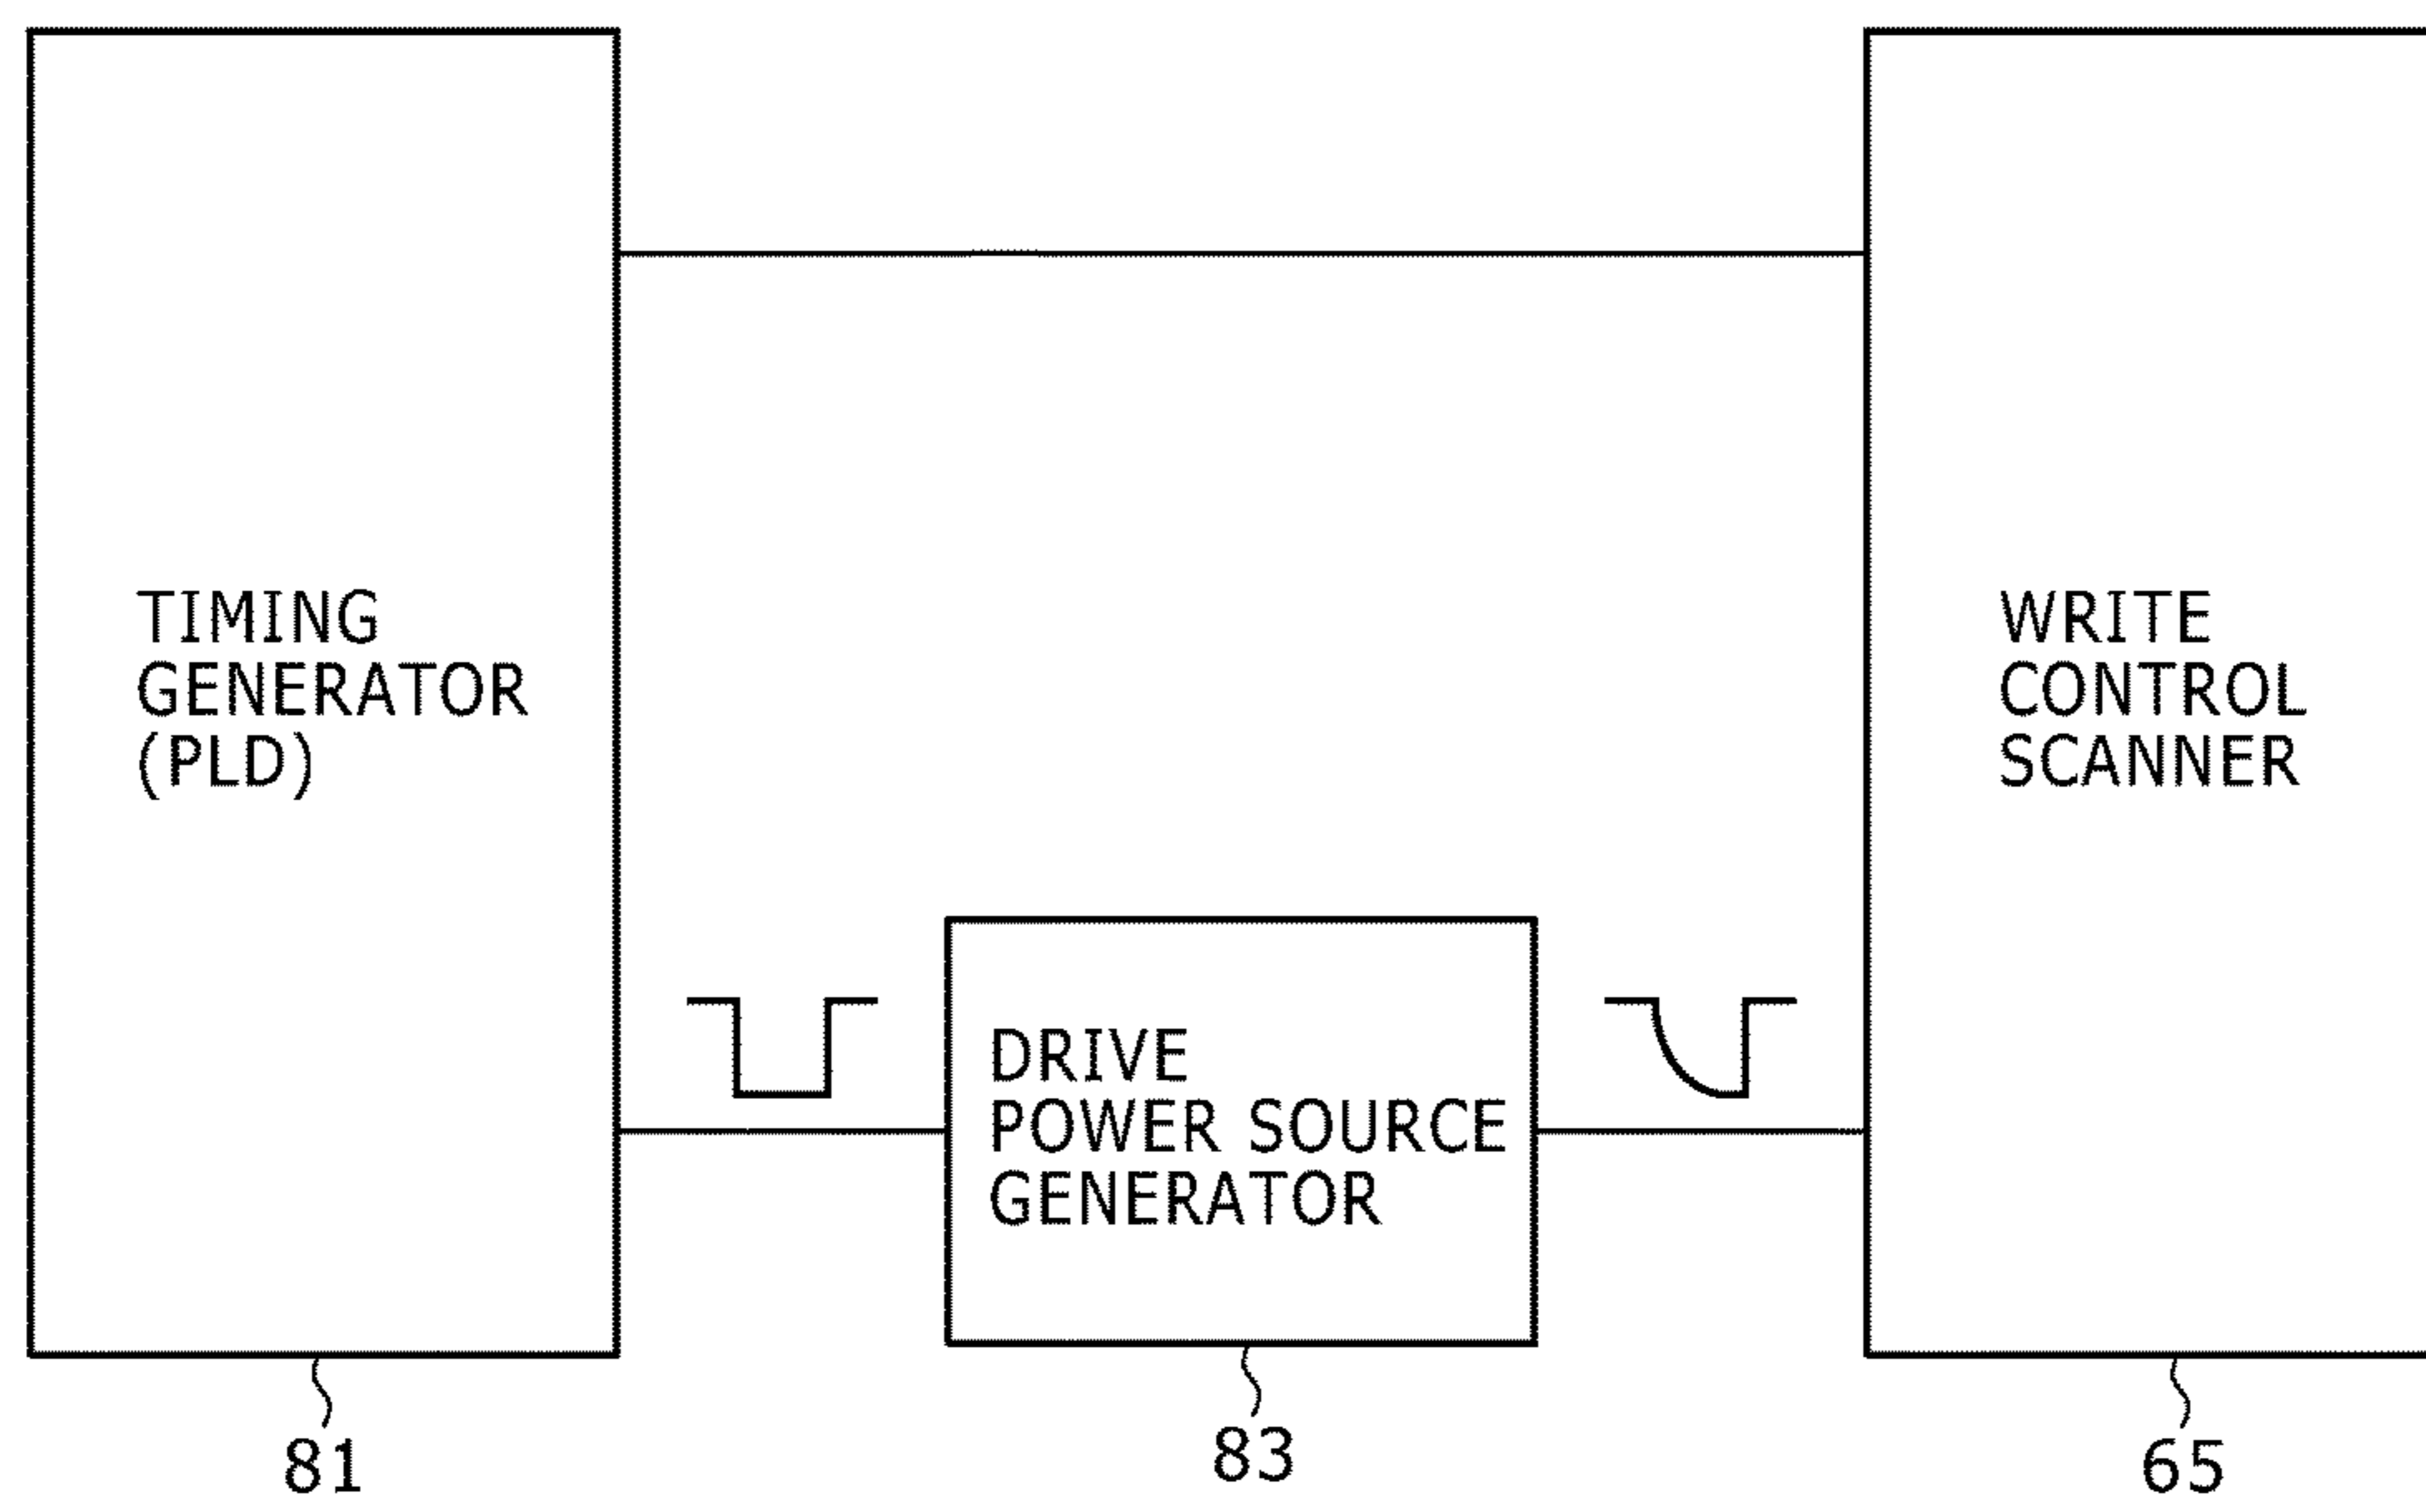 TIMING
GENERATOR
(PLD)
WRITE
CONTROL
SCANNER
DRIVE
POWER SOURCE
GENERATOR
81
83
65